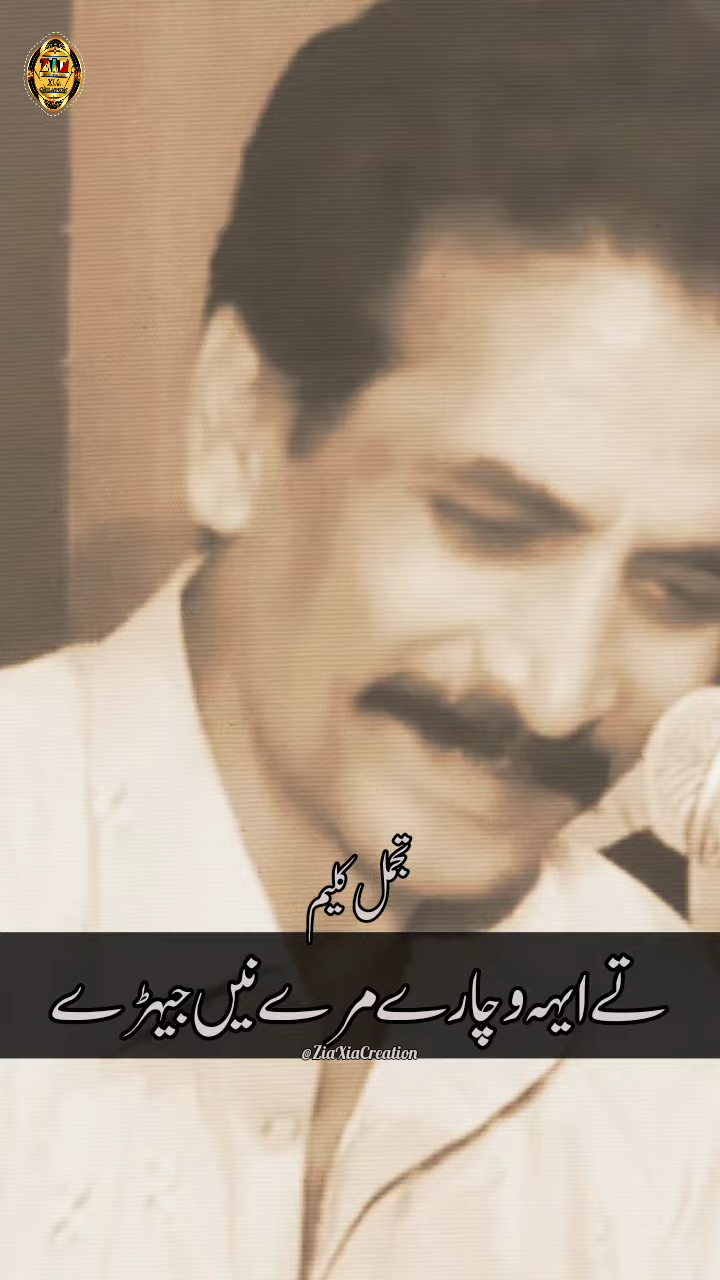 تجمل کلیم
تے ایہہ وچارے مرے نیں جیہڑے
@ZiaXiaCreation